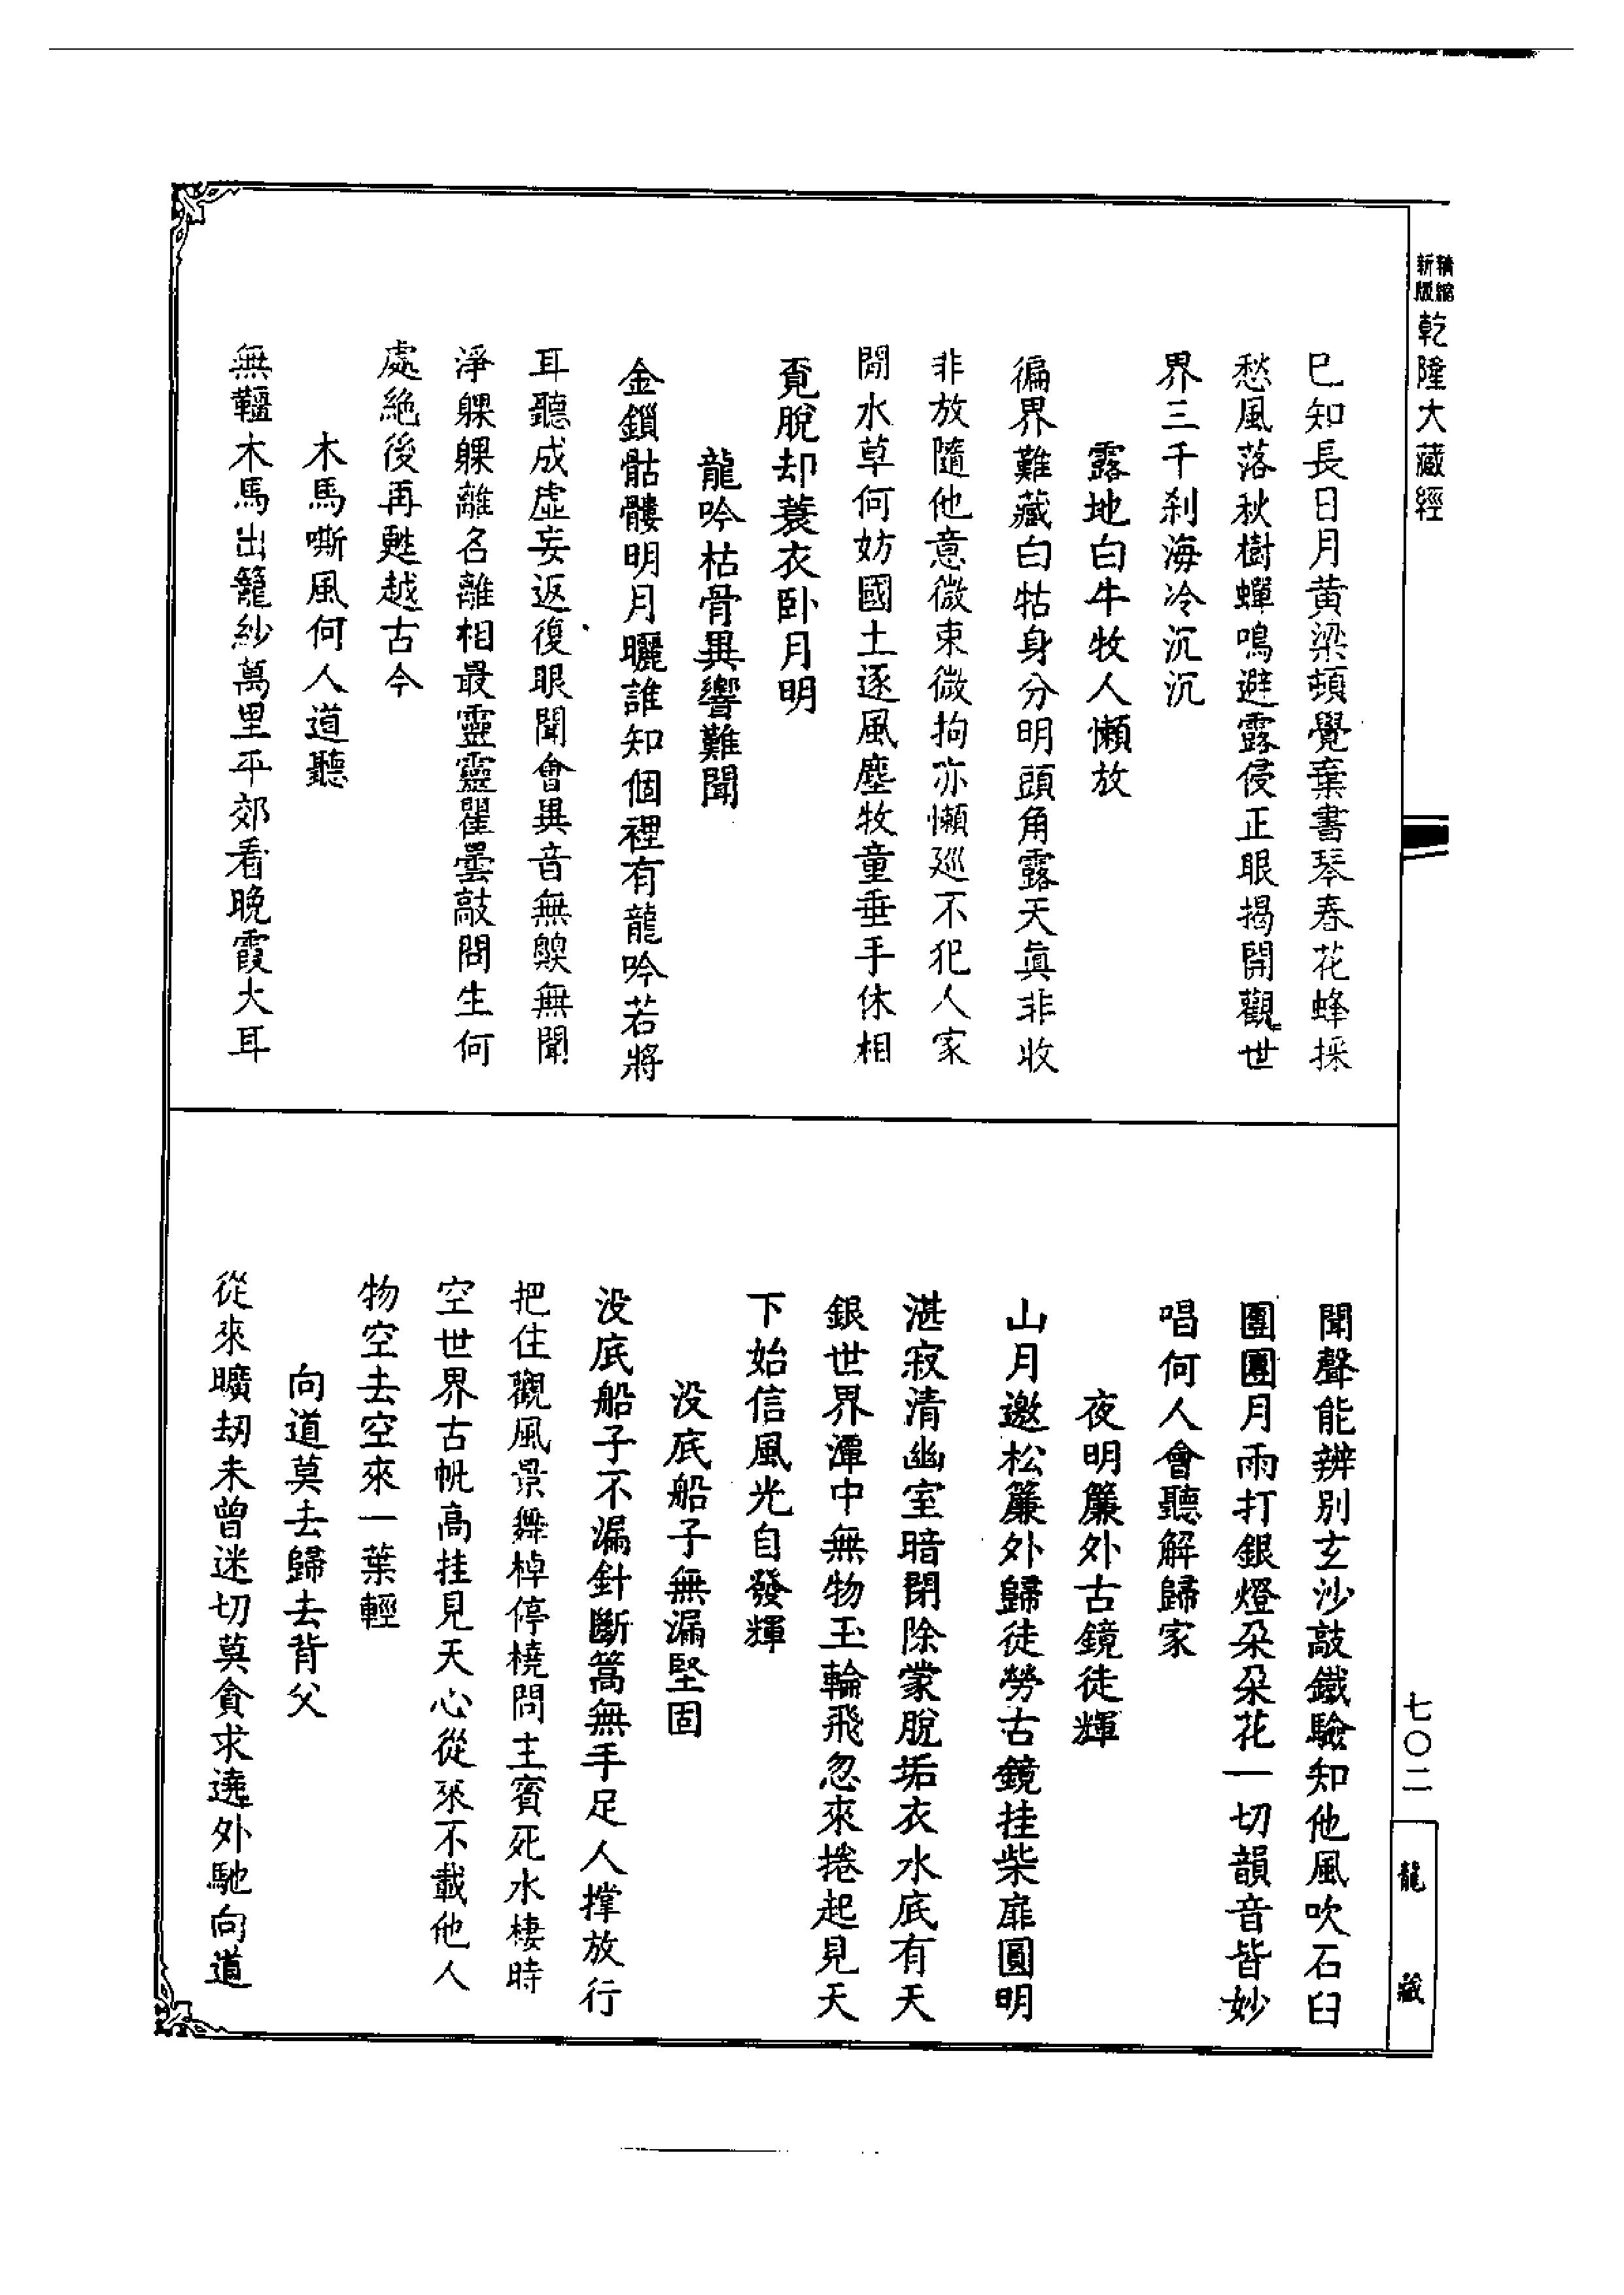 精縮
新版
乾隆大藏經
巳知長日月黃梁頓覺棄書琴春花蜂採
愁風落秋樹蟬鳴避露侵正眼揭開觀世
界三千刹海冷沉沉
露地白牛牧人懶放
徧界難藏白牯身分明頭角露天眞非收
非放隨他意微束微拘亦懶廵不犯人家
閒水草何妨國土逐風塵牧童垂手休相
覔脫却蓑衣卧月明
龍吟枯骨異響難聞
金鎖骷髏明月曬誰知個裡有龍吟若將
耳聽成虛妄返復眼聞會異音無齅無聞
淨躶躶離名離相最靈靈瞿曇敲問生何
處絶後再甦越古今
木馬嘶風何人道聽
無韁木馬出籠紗萬里平郊看晚霞大耳
聞聲能辨別玄沙敲鐵驗知他風吹石臼
團團月雨打銀燈朶朶花一切韻音皆妙
唱何人會聽解歸家
夜明簾外古鏡徒輝
山月邀松簾外歸徒勞古鏡挂柴扉圓明
湛寂清幽室暗閉除蒙脫垢衣水底有天
銀世界潭中無物玉輪飛忽來捲起見天
下始信風光自發輝
没底船子無漏堅固
没底船子不漏針斷篙無手足人撑放行
把住觀風景舞棹停橈問主賓死水棲時
空世界古帆高挂見天心從來不載他人
物空去空來一葉輕
向道莫去歸去背父
從來曠劫未曾迷切莫貪求遶外馳向道
七〇二
龍藏